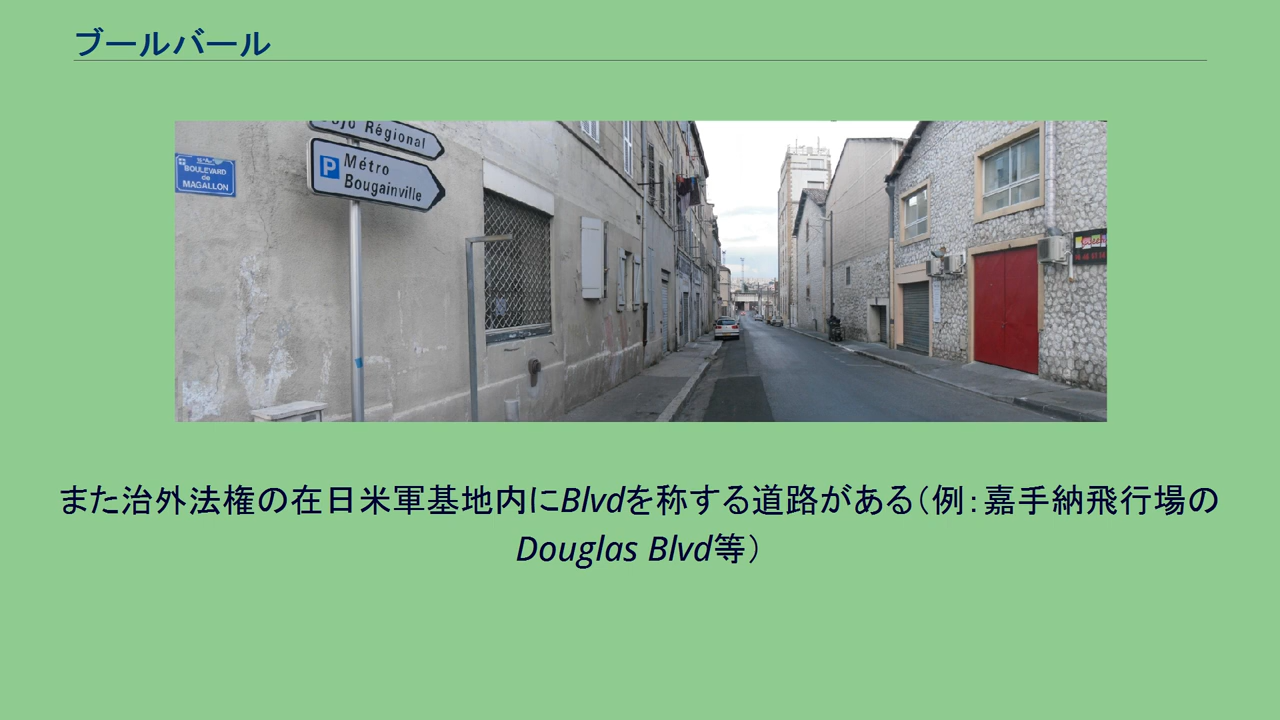 ブールバール
Dojo Régional
P Métro
Bougainville
BOULEVARD
de
MAGALLON
また治外法権の在日米軍基地内にBlvdを称する道路がある（例：嘉手納飛行場の
Douglas Blvd等）